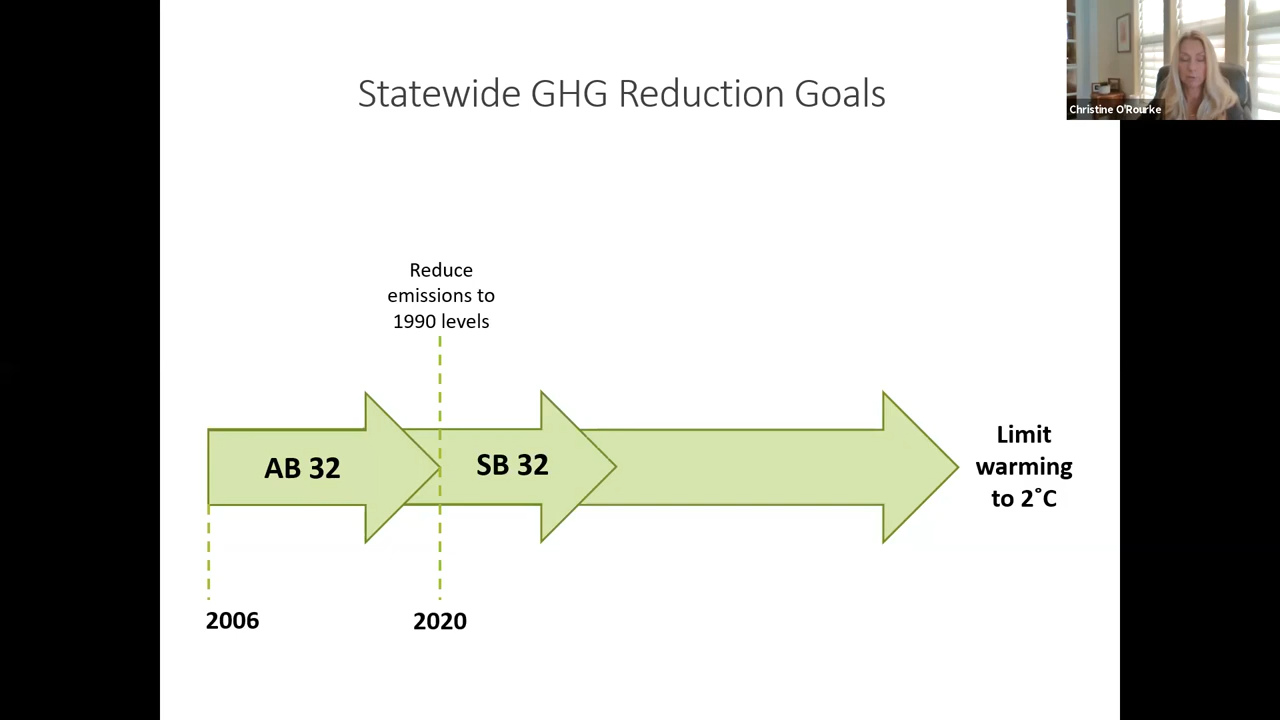 Statewide GHG Reduction Goals
Christine O'Rourke
Reduce
emissions to
1990 levels
AB 32
SB 32
Limit
warming
to 2˚C
2006
2020